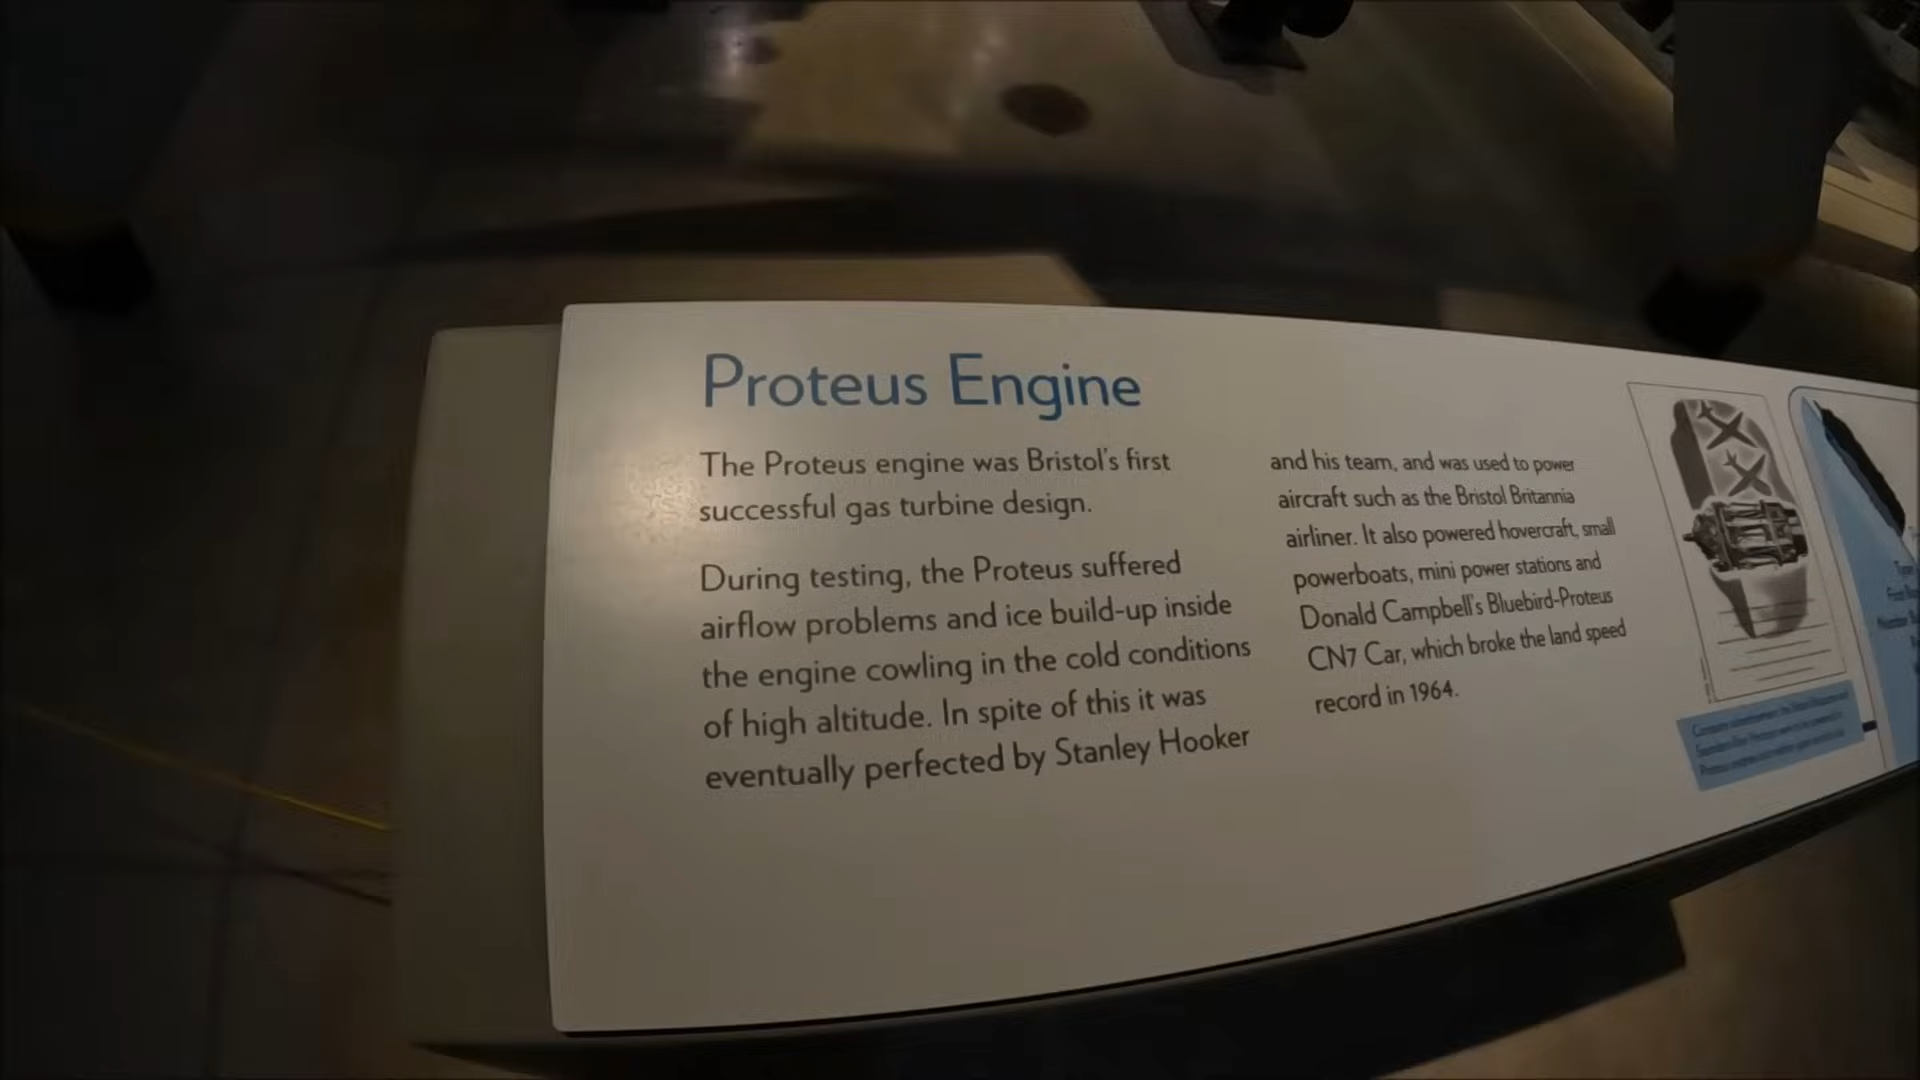 Proteus Engine
The Proteus engine was Bristol's first
successful gas turbine design.
During testing, the Proteus suffered
airflow problems and ice build-up inside
the engine cowling in the cold conditions
of high altitude. In spite of this it was
eventually perfected by Stanley Hooker
and his team, and was used to power
aircraft such as the Bristol Britannia
airliner. It also powered hovercraft, small
powerboats, mini power stations and
Donald Campbell's Bluebird-Proteus
CN7 Car, which broke the land speed
record in 1964.